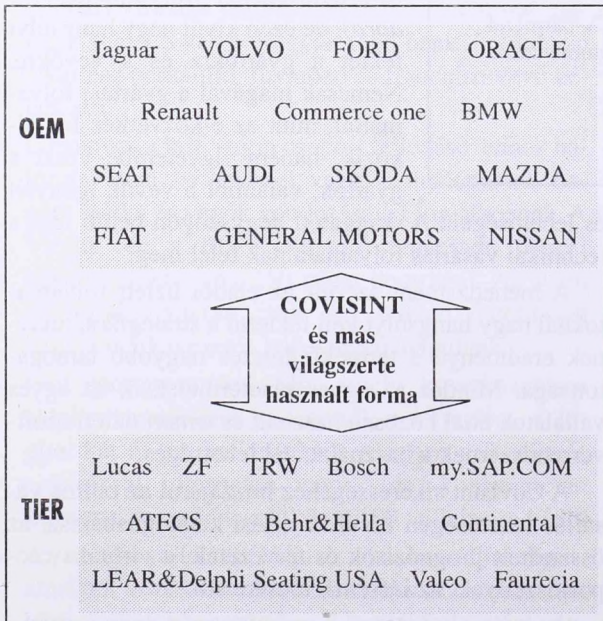 Jaguar VOLVO FORD ORACLE
OEM
Renault Commerce one BMW
SEAT AUDI SKODA MAZDA
FIAT GENERAL MOTORS NISSAN
COVISINT
és más
világszerte
használt forma
Lucas ZF TRW Bosch my.SAP.COM
TIER
ATECS Behr&Hella Continental
LEAR&Delphi Seating USA Valeo Faurecia